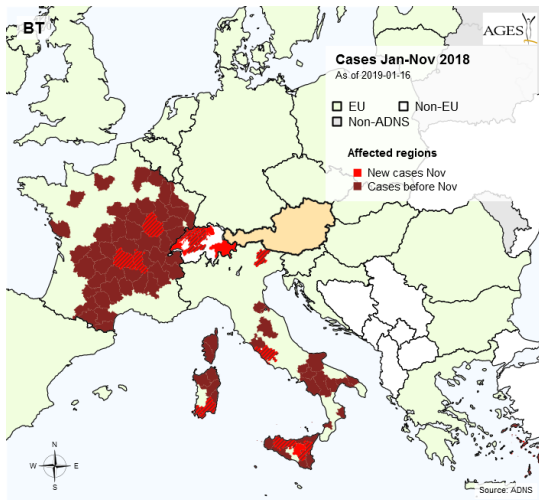 BT
AGES
Cases Jan-Nov 2018
As of 2019-01-16
EU Non-EU
Non-ADNS
Affected regions
New cases Nov
Cases before Nov
N
W E
S
Source: ADNS